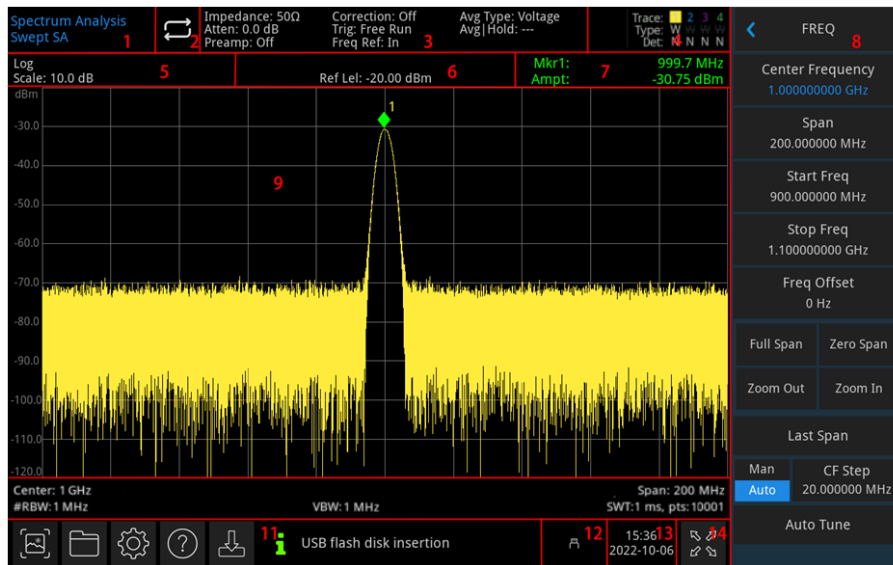 Spectrum Analysis
Swept SA
1
2
Impedance: 50Ω Correction: Off Avg Type: Voltage
Atten: 0.0 dB Trig: Free Run Avg|Hold: ---
Preamp: Off Freq Ref: In
3
Trace: 2 3 4
Type: W W W W
Det: N N N N
4
FREQ
8
Log
Scale: 10.0 dB
5
Ref Lel: -20.00 dBm
6
Mkr1: 999.7 MHz
Ampt: -30.75 dBm
7
dBm
1
-30.0
-40.0
9
-50.0
-60.0
-70.0
-80.0
-90.0
-100.0
-110.0
-120.0
Center: 1 GHz Span: 200 MHz
#RBW:1 MHz VBW:1 MHz SWT:1 ms, pts:10001
Center Frequency
1.000000000 GHz
Span
200.000000 MHz
Start Freq
900.000000 MHz
Stop Freq
1.100000000 GHz
Freq Offset
0 Hz
Full Span Zero Span
Zoom Out Zoom In
Last Span
Man CF Step
Auto 20.000000 MHz
Auto Tune
?
11
i
USB flash disk insertion
12
15:36
2022-10-06
13
14